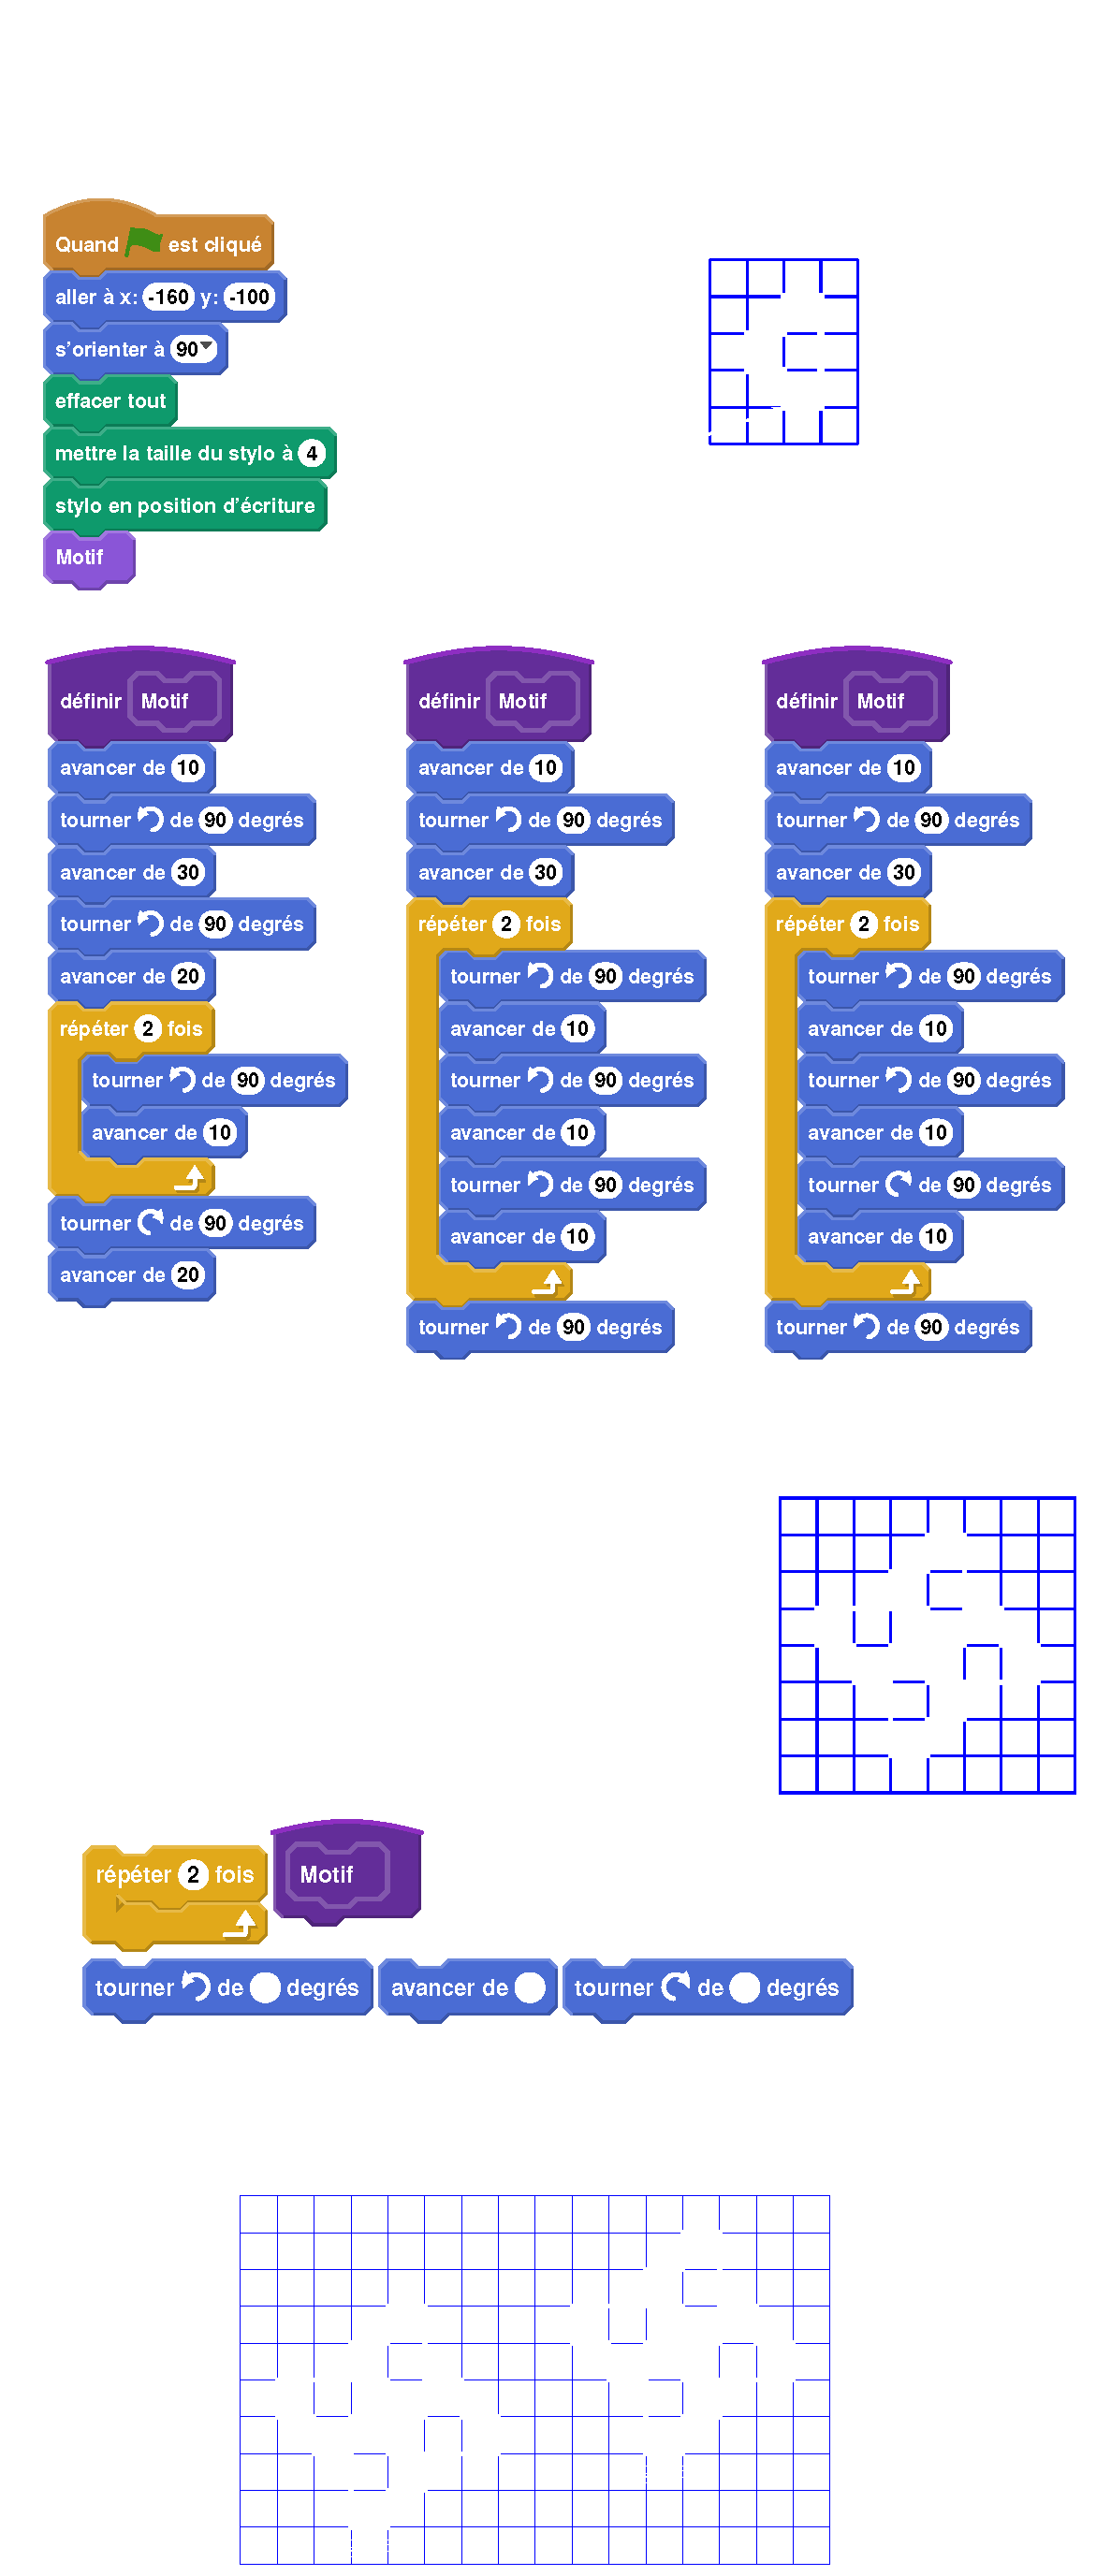 Quand est cliqué
aller à x: -160 y: -100
s'orienter à 90
effacer tout
mettre la taille du stylo à 4
stylo en position d'écriture
Motif
définir Motif
avancer de 10
tourner de 90 degrés
avancer de 30
tourner de 90 degrés
avancer de 20
répéter 2 fois
tourner de 90 degrés
avancer de 10
tourner de 90 degrés
avancer de 20
définir Motif
avancer de 10
tourner de 90 degrés
avancer de 30
répéter 2 fois
tourner de 90 degrés
avancer de 10
tourner de 90 degrés
avancer de 10
tourner de 90 degrés
avancer de 10
tourner de 90 degrés
définir Motif
avancer de 10
tourner de 90 degrés
avancer de 30
répéter 2 fois
tourner de 90 degrés
avancer de 10
tourner de 90 degrés
avancer de 10
tourner de 90 degrés
avancer de 10
tourner de 90 degrés
répéter 2 fois
Motif
tourner de degrés
avancer de
tourner de degrés